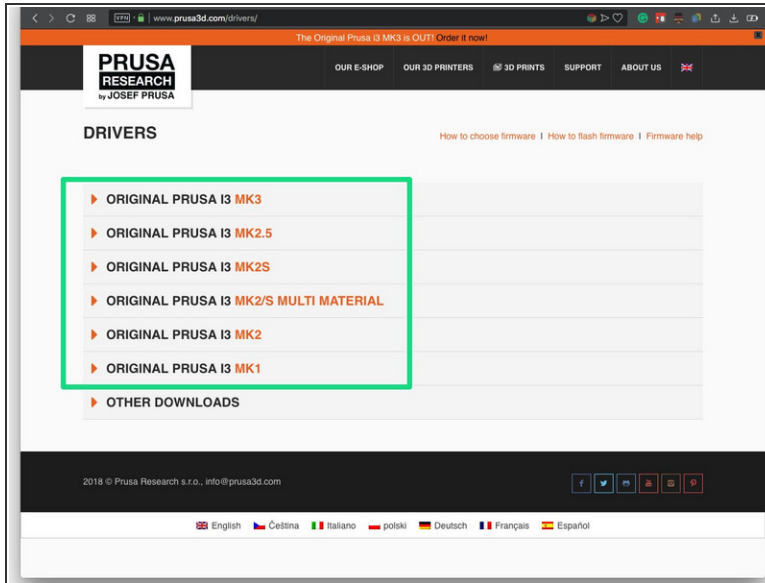 VPN www.prusa3d.com/drivers/
The Original Prusa i3 MK3 is OUT! Order it now!
PRUSA
RESEARCH
by JOSEF PRUSA
OUR E-SHOP OUR 3D PRINTERS 3D PRINTS SUPPORT ABOUT US
DRIVERS
How to choose firmware I How to flash firmware I Firmware help
ORIGINAL PRUSA I3 MK3
ORIGINAL PRUSA I3 MK2.5
ORIGINAL PRUSA I3 MK2S
ORIGINAL PRUSA I3 MK2/S MULTI MATERIAL
ORIGINAL PRUSA I3 MK2
ORIGINAL PRUSA I3 MK1
OTHER DOWNLOADS
2018 © Prusa Research s.r.o., info@prusa3d.com
English Čeština Italiano polski Deutsch Français Español